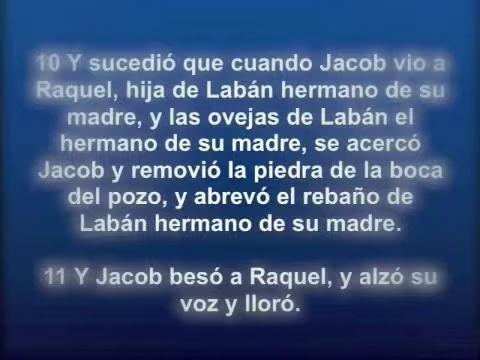 10 Y sucedió que cuando Jacob vio a
Raquel, hija de Labán hermano de su
madre, y las ovejas de Labán el
hermano de su madre, se acercó
Jacob y removió la piedra de la boca
del pozo, y abrevó el rebaño de
Labán hermano de su madre.
11 Y Jacob besó a Raquel, y alzó su
voz y lloró.